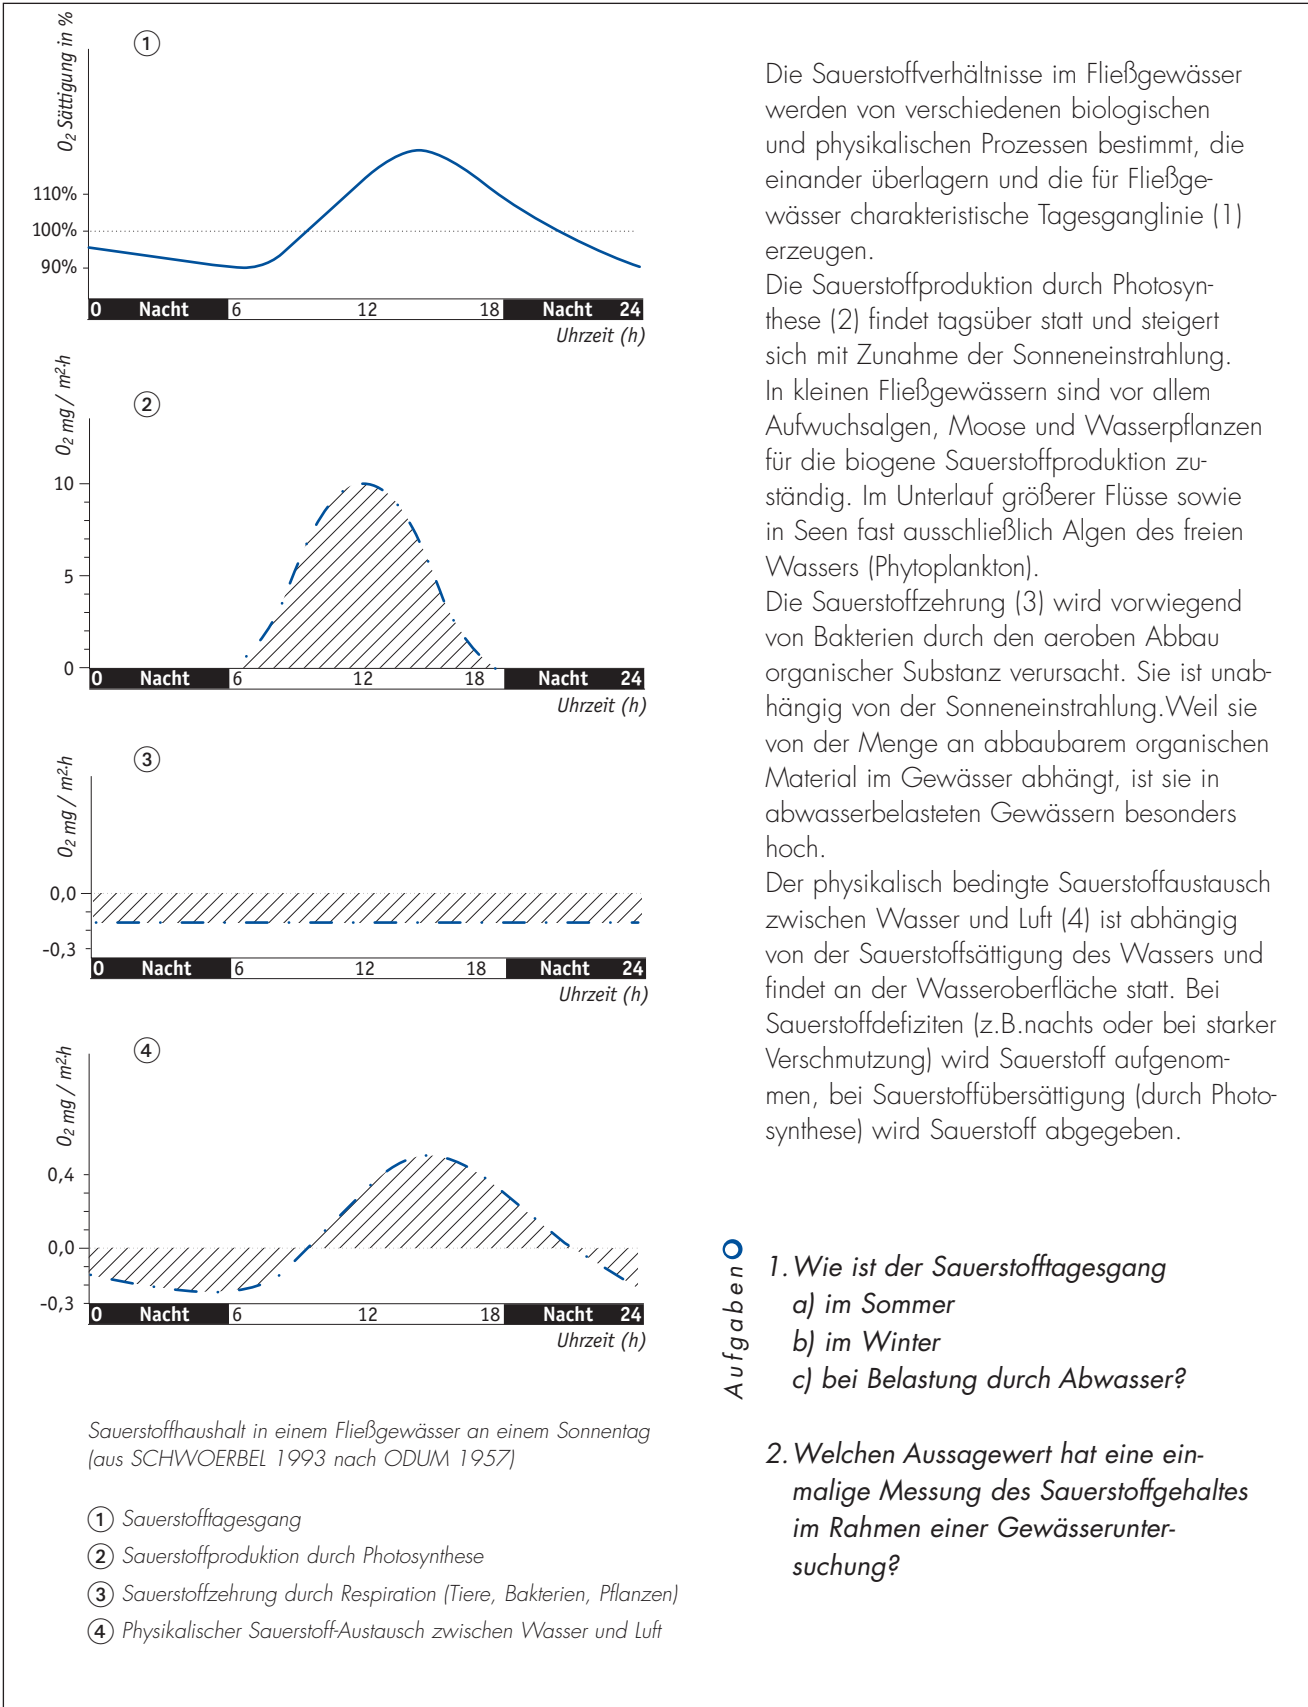 O₂ Sättigung in %
①
110%
100%
90%
0 Nacht 6 12 18 Nacht 24
Uhrzeit (h)
O₂ mg / m²·h
②
10
5
0
0 Nacht 6 12 18 Nacht 24
Uhrzeit (h)
O₂ mg / m²·h
③
0,0
-0,3
0 Nacht 6 12 18 Nacht 24
Uhrzeit (h)
O₂ mg / m²·h
④
0,4
0,0
-0,3
0 Nacht 6 12 18 Nacht 24
Uhrzeit (h)
Sauerstoffhaushalt in einem Fließgewässer an einem Sonnentag
(aus SCHWOERBEL 1993 nach ODUM 1957)
① Sauerstofftagesgang
② Sauerstoffproduktion durch Photosynthese
③ Sauerstoffzehrung durch Respiration (Tiere, Bakterien, Pflanzen)
④ Physikalischer Sauerstoff-Austausch zwischen Wasser und Luft
Die Sauerstoffverhältnisse im Fließgewässer
werden von verschiedenen biologischen
und physikalischen Prozessen bestimmt, die
einander überlagern und die für Fließge-
wässer charakteristische Tagesganglinie (1)
erzeugen.
Die Sauerstoffproduktion durch Photosyn-
these (2) findet tagsüber statt und steigert
sich mit Zunahme der Sonneneinstrahlung.
In kleinen Fließgewässern sind vor allem
Aufwuchsalgen, Moose und Wasserpflanzen
für die biogene Sauerstoffproduktion zu-
ständig. Im Unterlauf größerer Flüsse sowie
in Seen fast ausschließlich Algen des freien
Wassers (Phytoplankton).
Die Sauerstoffzehrung (3) wird vorwiegend
von Bakterien durch den aeroben Abbau
organischer Substanz verursacht. Sie ist unab-
hängig von der Sonneneinstrahlung.Weil sie
von der Menge an abbaubarem organischen
Material im Gewässer abhängt, ist sie in
abwasserbelasteten Gewässern besonders
hoch.
Der physikalisch bedingte Sauerstoffaustausch
zwischen Wasser und Luft (4) ist abhängig
von der Sauerstoffsättigung des Wassers und
findet an der Wasseroberfläche statt. Bei
Sauerstoffdefiziten (z.B.nachts oder bei starker
Verschmutzung) wird Sauerstoff aufgenom-
men, bei Sauerstoffübersättigung (durch Photo-
synthese) wird Sauerstoff abgegeben.
Aufgaben
1. Wie ist der Sauerstofftagesgang
a) im Sommer
b) im Winter
c) bei Belastung durch Abwasser?
2. Welchen Aussagewert hat eine ein-
malige Messung des Sauerstoffgehaltes
im Rahmen einer Gewässerunter-
suchung?